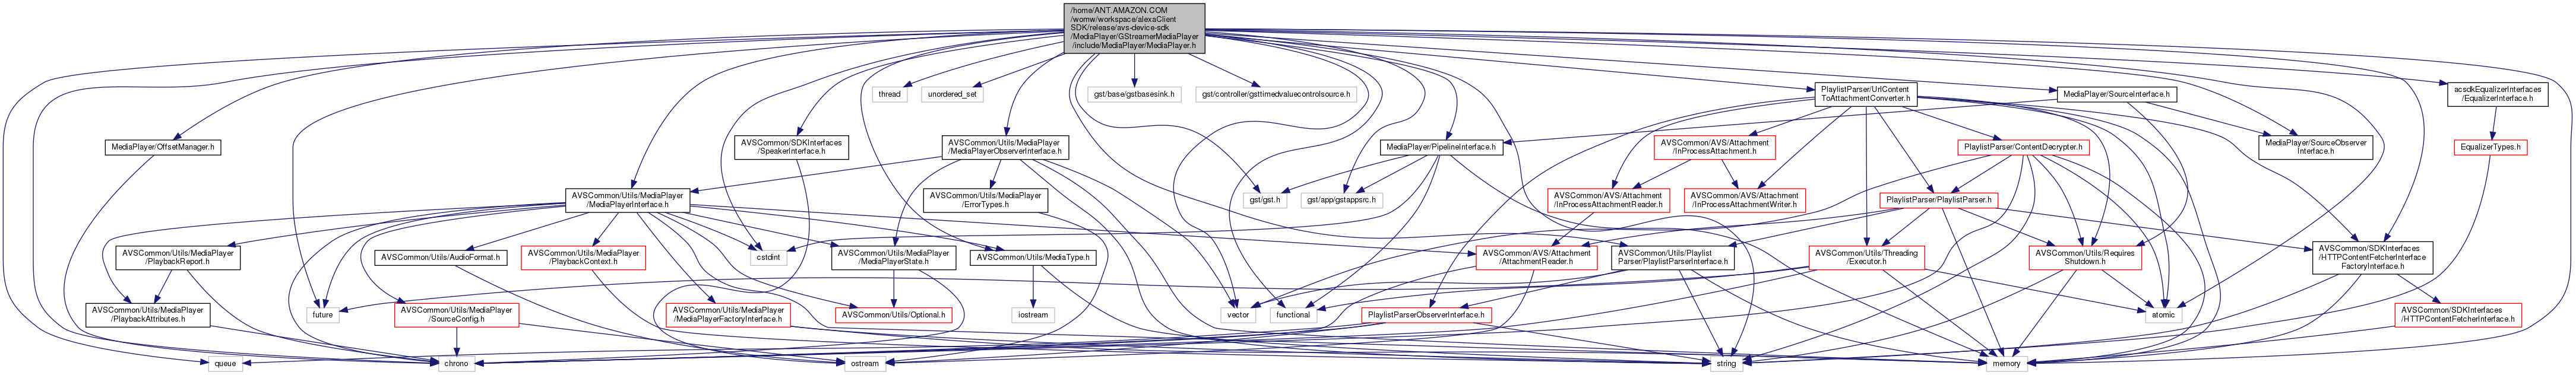 /home/ANT.AMAZON.COM
/womw/workspace/alexaClient
SDK/release/avs-device-sdk
/MediaPlayer/GStreamerMediaPlayer
/include/MediaPlayer/MediaPlayer.h
thread
unordered_set
gst/base/gstbasesink.h
gst/controller/gsttimedvaluecontrolsource.h
PlaylistParser/UrlContent
ToAttachmentConverter.h
MediaPlayer/SourceInterface.h
acsdkEqualizerInterfaces
/EqualizerInterface.h
MediaPlayer/OffsetManager.h
AVSCommon/SDKInterfaces
/SpeakerInterface.h
AVSCommon/Utils/MediaPlayer
/MediaPlayerObserverInterface.h
MediaPlayer/PipelineInterface.h
AVSCommon/AVS/Attachment
/InProcessAttachment.h
PlaylistParser/ContentDecrypter.h
MediaPlayer/SourceObserver
Interface.h
EqualizerTypes.h
AVSCommon/Utils/MediaPlayer
/MediaPlayerInterface.h
AVSCommon/Utils/MediaPlayer
/ErrorTypes.h
gst/gst.h
gst/app/gstappsrc.h
AVSCommon/AVS/Attachment
/InProcessAttachmentReader.h
AVSCommon/AVS/Attachment
/InProcessAttachmentWriter.h
PlaylistParser/PlaylistParser.h
AVSCommon/Utils/MediaPlayer
/PlaybackReport.h
AVSCommon/Utils/AudioFormat.h
AVSCommon/Utils/MediaPlayer
/PlaybackContext.h
cstdint
AVSCommon/Utils/MediaPlayer
/MediaPlayerState.h
AVSCommon/Utils/MediaType.h
AVSCommon/AVS/Attachment
/AttachmentReader.h
AVSCommon/Utils/Playlist
Parser/PlaylistParserInterface.h
AVSCommon/Utils/Threading
/Executor.h
AVSCommon/Utils/Requires
Shutdown.h
AVSCommon/SDKInterfaces
/HTTPContentFetcherInterface
FactoryInterface.h
AVSCommon/Utils/MediaPlayer
/PlaybackAttributes.h
future
AVSCommon/Utils/MediaPlayer
/SourceConfig.h
AVSCommon/Utils/MediaPlayer
/MediaPlayerFactoryInterface.h
AVSCommon/Utils/Optional.h
iostream
vector
functional
PlaylistParserObserverInterface.h
atomic
AVSCommon/SDKInterfaces
/HTTPContentFetcherInterface.h
queue
chrono
ostream
string
memory